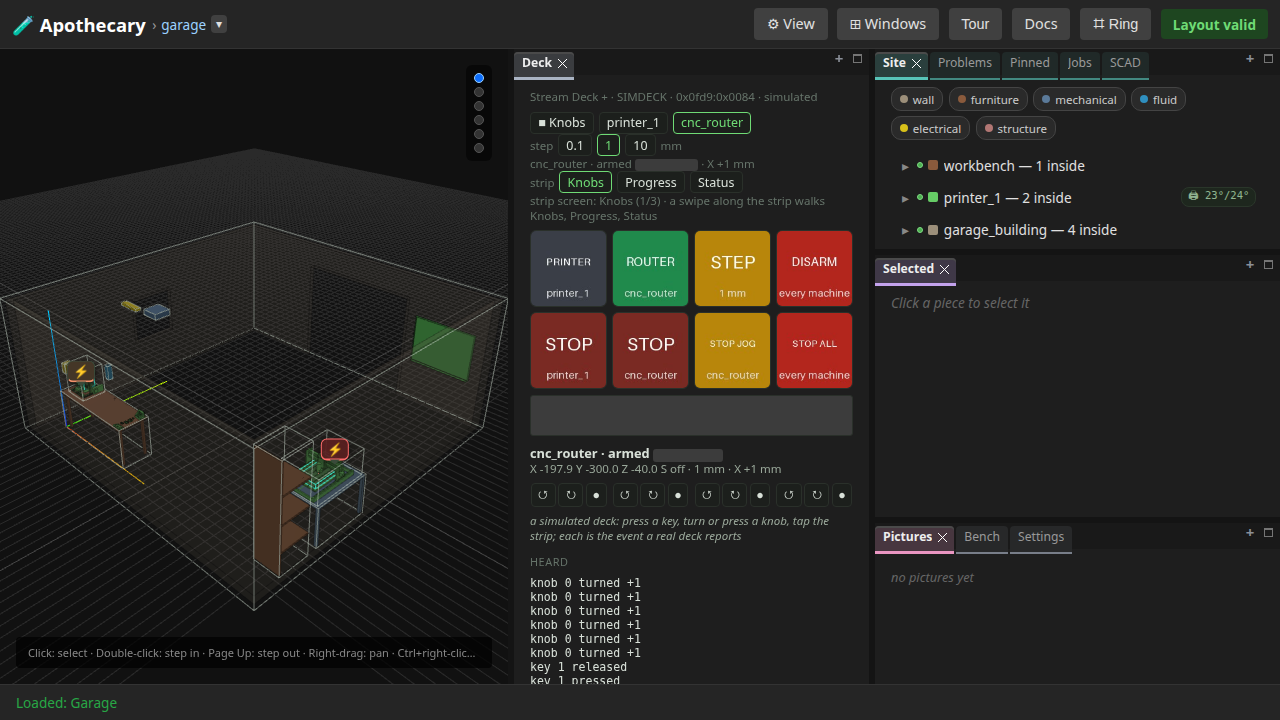 Apothecary › garage ▾
⚙ View
⊞ Windows
Tour
Docs
⌗ Ring
Layout valid
Deck
Stream Deck + · SIMDECK · 0x0fd9:0x0084 · simulated
■ Knobs
printer_1
cnc_router
step 0.1 1 10 mm
cnc_router · armed · X +1 mm
strip Knobs Progress Status
strip screen: Knobs (1/3) · a swipe along the strip walks
Knobs, Progress, Status
PRINTER
printer_1
ROUTER
cnc_router
STEP
1 mm
DISARM
every machine
STOP
printer_1
STOP
cnc_router
STOP JOG
cnc_router
STOP ALL
every machine
cnc_router · armed
X -197.9 Y -300.0 Z -40.0 S off · 1 mm · X +1 mm
a simulated deck: press a key, turn or press a knob, tap the
strip; each is the event a real deck reports
HEARD
knob 0 turned +1
knob 0 turned +1
knob 0 turned +1
knob 0 turned +1
knob 0 turned +1
knob 0 turned +1
key 1 released
key 1 pressed
Site
Problems
Pinned
Jobs
SCAD
wall
furniture
mechanical
fluid
electrical
structure
workbench — 1 inside
printer_1 — 2 inside
23°/24°
garage_building — 4 inside
Selected
Click a piece to select it
Pictures
Bench
Settings
no pictures yet
Click: select · Double-click: step in · Page Up: step out · Right-drag: pan · Ctrl+right-clic...
Loaded: Garage